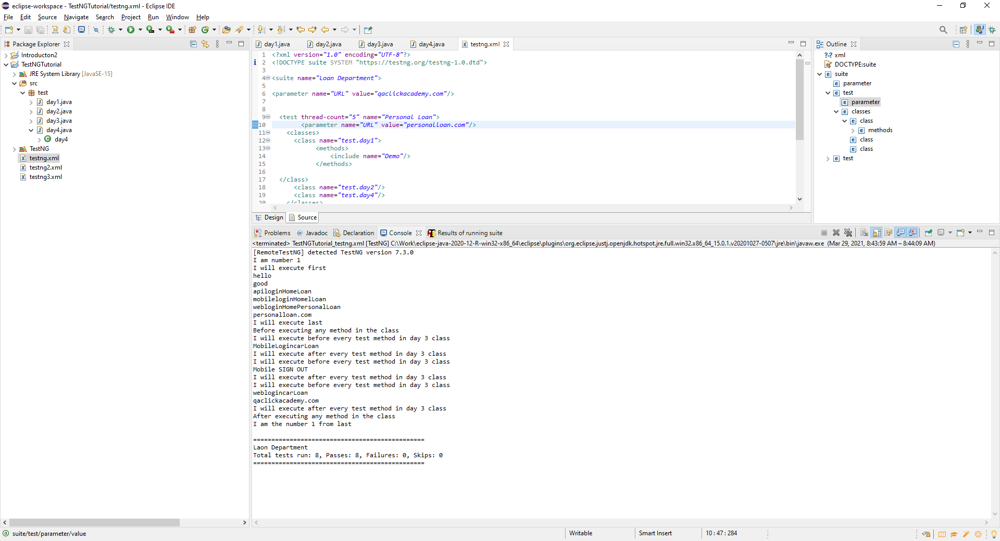 eclipse-workspace - TestNGTutorial/testng.xml - Eclipse IDE
File Edit Source Navigate Search Project Run Window Help
Package Explorer
Introducton2
TestNGTutorial
JRE System Library [JavaSE-15]
src
test
day1.java
day2.java
day3.java
day4.java
day4
TestNG
testng.xml
testng2.xml
testng3.xml
day1.java day2.java day3.java day4.java testng.xml
1 <?xml version="1.0" encoding="UTF-8"?>
2 <!DOCTYPE suite SYSTEM "https://testng.org/testng-1.0.dtd">
3
4 <suite name="Loan Department">
5
6 <parameter name="URL" value="qaclickacademy.com"/>
7
8
9 <test thread-count="5" name="Personal Loan">
10 <parameter name="URL" value="personalloan.com"/>
11 <classes>
12 <class name="test.day1">
13 <methods>
14 <include name="Demo"/>
15 </methods>
16
17 </class>
18 <class name="test.day2"/>
19 <class name="test.day4"/>
20 </classes>
Design Source
Outline
?-? xml
DOCTYPE:suite
suite
parameter
test
parameter
classes
class
methods
class
class
test
Problems Javadoc Declaration Console Results of running suite
<terminated> TestNGTutorial_testng.xml [TestNG] C:\Work\eclipse-java-2020-12-R-win32-x86_64\eclipse\plugins\org.eclipse.justj.openjdk.hotspot.jre.full.win32.x86_64_15.0.1.v20201027-0507\jre\bin\javaw.exe (Mar 29, 2021, 8:43:59 AM – 8:44:09 AM)
[RemoteTestNG] detected TestNG version 7.3.0
I am number 1
I will execute first
hello
good
apiloginHomeLoan
mobileloginHomelLoan
webloginHomePersonalLoan
personalloan.com
I will execute last
Before executing any method in the class
I will execute before every test method in day 3 class
MobileLogincarLoan
I will execute after every test method in day 3 class
I will execute before every test method in day 3 class
Mobile SIGN OUT
I will execute after every test method in day 3 class
I will execute before every test method in day 3 class
weblogincarLoan
qaclickacademy.com
I will execute after every test method in day 3 class
After executing any method in the class
I am the number 1 from last
===============================================
Laon Department
Total tests run: 8, Passes: 8, Failures: 0, Skips: 0
===============================================
suite/test/parameter/value
Writable
Smart Insert
10 : 47 : 284